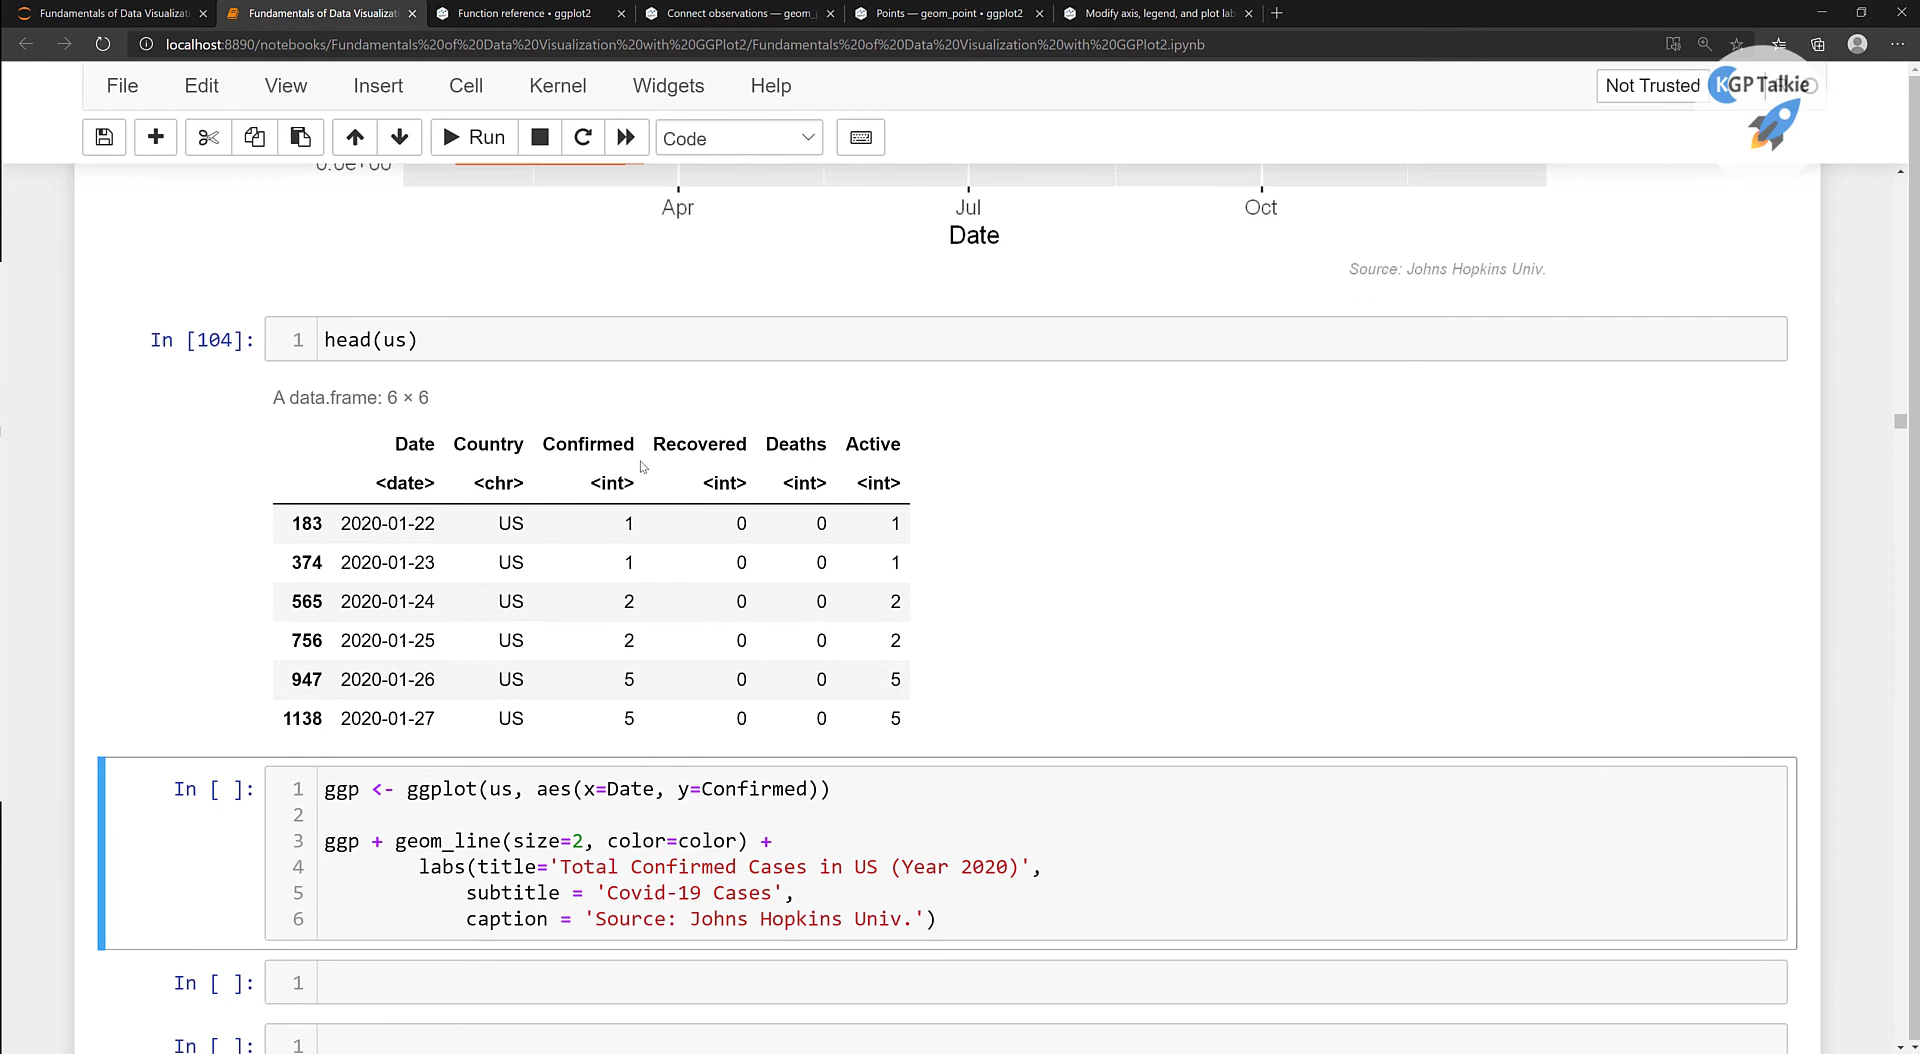 Fundamentals of Data Visualizati
Fundamentals of Data Visualizati
Function reference • ggplot2
Connect observations — geom_
Points — geom_point • ggplot2
Modify axis, legend, and plot lab
localhost:8890/notebooks/Fundamentals%20of%20Data%20Visualization%20with%20GGPlot2/Fundamentals%20of%20Data%20Visualization%20with%20GGPlot2.ipynb
File Edit View Insert Cell Kernel Widgets Help
Not Trusted
KGP Talkie
Run
Code
0.0e+00
Apr Jul Oct
Date
Source: Johns Hopkins Univ.
In [104]: 1 head(us)
A data.frame: 6 × 6
Date Country Confirmed Recovered Deaths Active
<date> <chr> <int> <int> <int> <int>
183 2020-01-22 US 1 0 0 1
374 2020-01-23 US 1 0 0 1
565 2020-01-24 US 2 0 0 2
756 2020-01-25 US 2 0 0 2
947 2020-01-26 US 5 0 0 5
1138 2020-01-27 US 5 0 0 5
In [ ]: 1 ggp <- ggplot(us, aes(x=Date, y=Confirmed))
2
3 ggp + geom_line(size=2, color=color) +
4 labs(title='Total Confirmed Cases in US (Year 2020)',
5 subtitle = 'Covid-19 Cases',
6 caption = 'Source: Johns Hopkins Univ.')
In [ ]: 1
In [ ]: 1